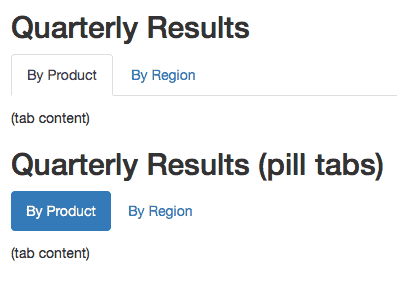 Quarterly Results
By Product By Region
(tab content)
Quarterly Results (pill tabs)
By Product By Region
(tab content)